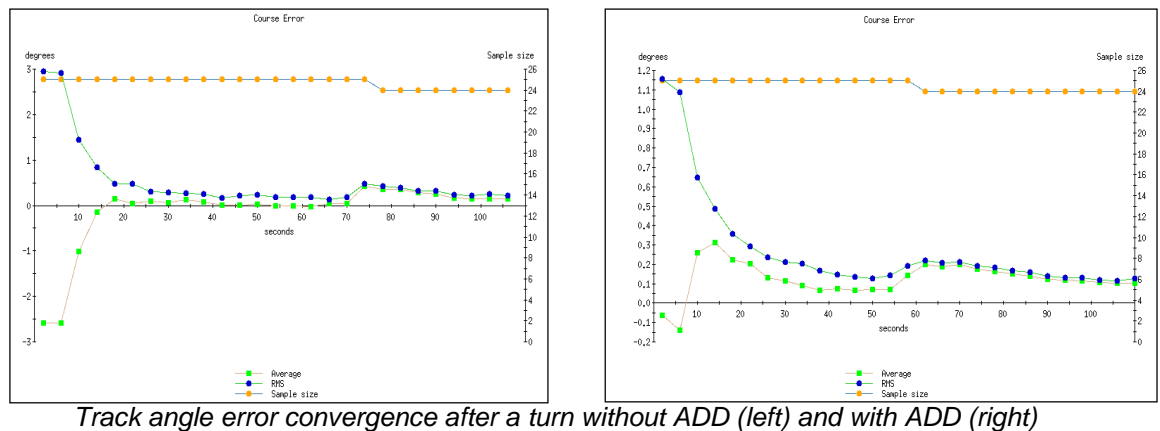 Course Error
degrees
Sample size
3
2
1
0
-1
-2
-3
26
24
22
20
18
16
14
12
10
8
6
4
2
0
10 20 30 40 50 60 70 80 90 100
seconds
Average
RMS
Sample size
Course Error
degrees
Sample size
1.2
1.1
1.0
0.9
0.8
0.7
0.6
0.5
0.4
0.3
0.2
0.1
0.0
-0.1
-0.2
26
24
22
20
18
16
14
12
10
8
6
4
2
0
10 20 30 40 50 60 70 80 90 100
seconds
Average
RMS
Sample size
Track angle error convergence after a turn without ADD (left) and with ADD (right)